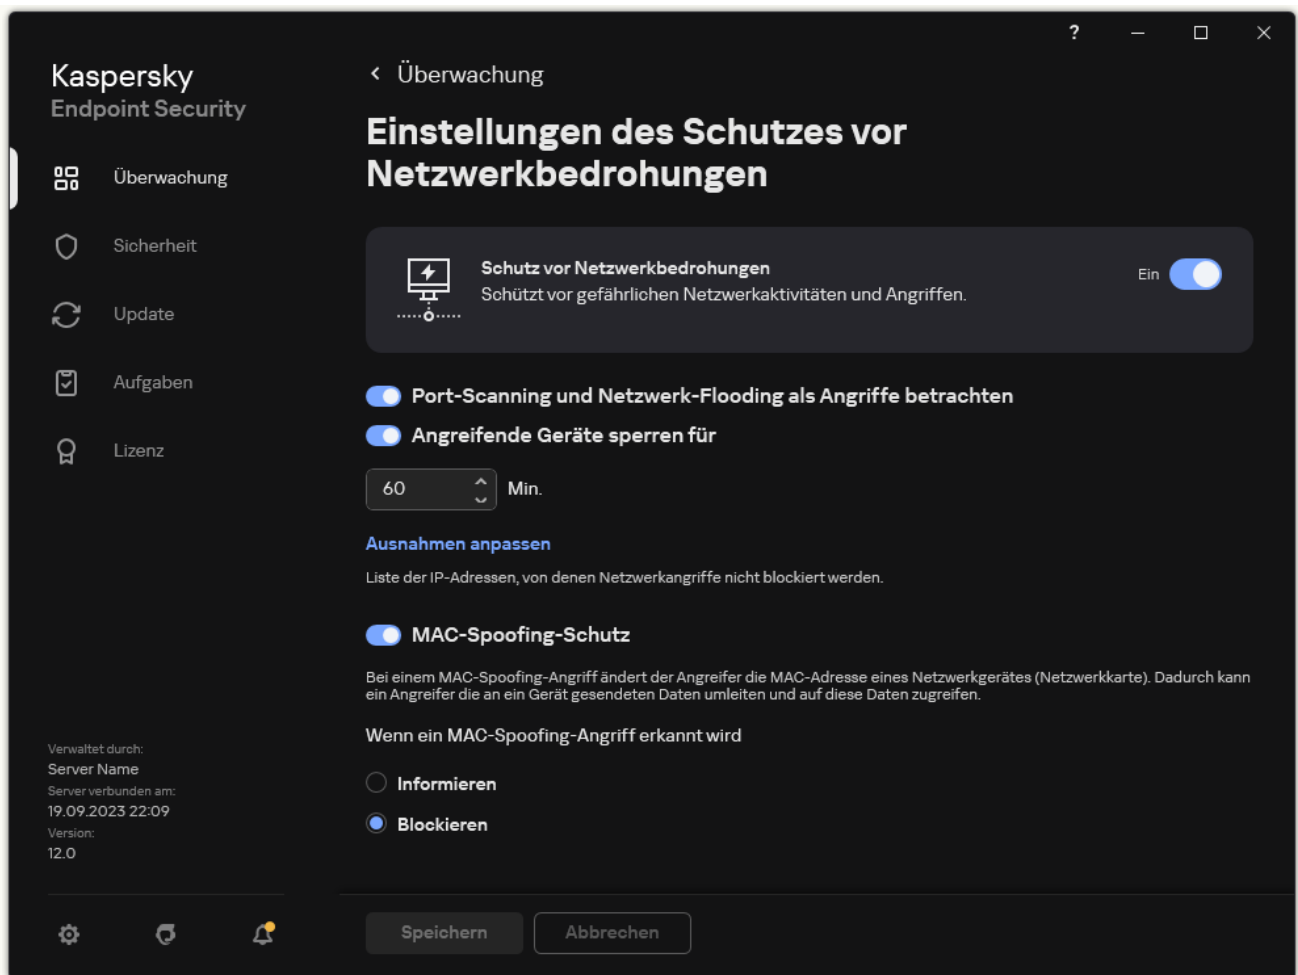 ?
Kaspersky
Endpoint Security
Überwachung
Sicherheit
Update
Aufgaben
Lizenz
Verwaltet durch:
Server Name
Server verbunden am:
19.09.2023 22:09
Version:
12.0
Überwachung
Einstellungen des Schutzes vor
Netzwerkbedrohungen
Schutz vor Netzwerkbedrohungen
Schützt vor gefährlichen Netzwerkaktivitäten und Angriffen.
Ein
Port-Scanning und Netzwerk-Flooding als Angriffe betrachten
Angreifende Geräte sperren für
60 Min.
Ausnahmen anpassen
Liste der IP-Adressen, von denen Netzwerkangriffe nicht blockiert werden.
MAC-Spoofing-Schutz
Bei einem MAC-Spoofing-Angriff ändert der Angreifer die MAC-Adresse eines Netzwerkgerätes (Netzwerkkarte). Dadurch kann
ein Angreifer die an ein Gerät gesendeten Daten umleiten und auf diese Daten zugreifen.
Wenn ein MAC-Spoofing-Angriff erkannt wird
Informieren
Blockieren
Speichern
Abbrechen